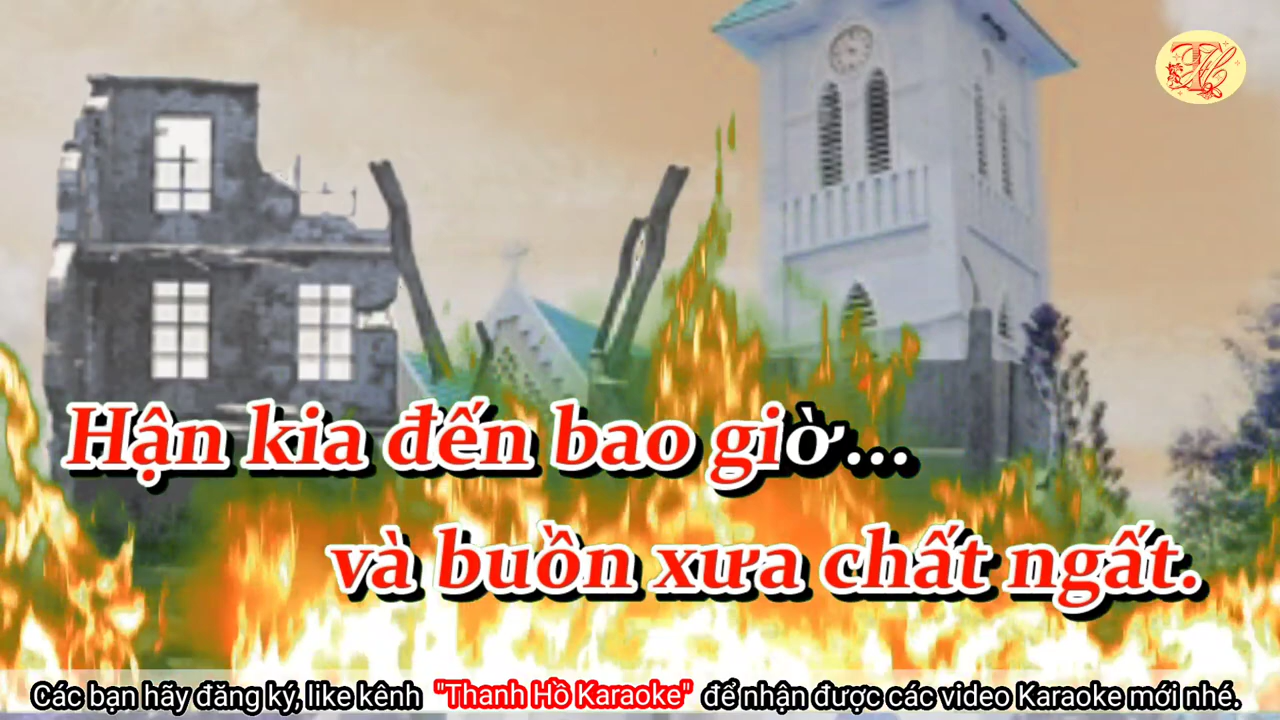 Hận kia đến bao giờ...
và buồn xưa chất ngất.
Các bạn hãy đăng ký, like kênh "Thanh Hồ Karaoke" để nhận được các video Karaoke mới nhé.